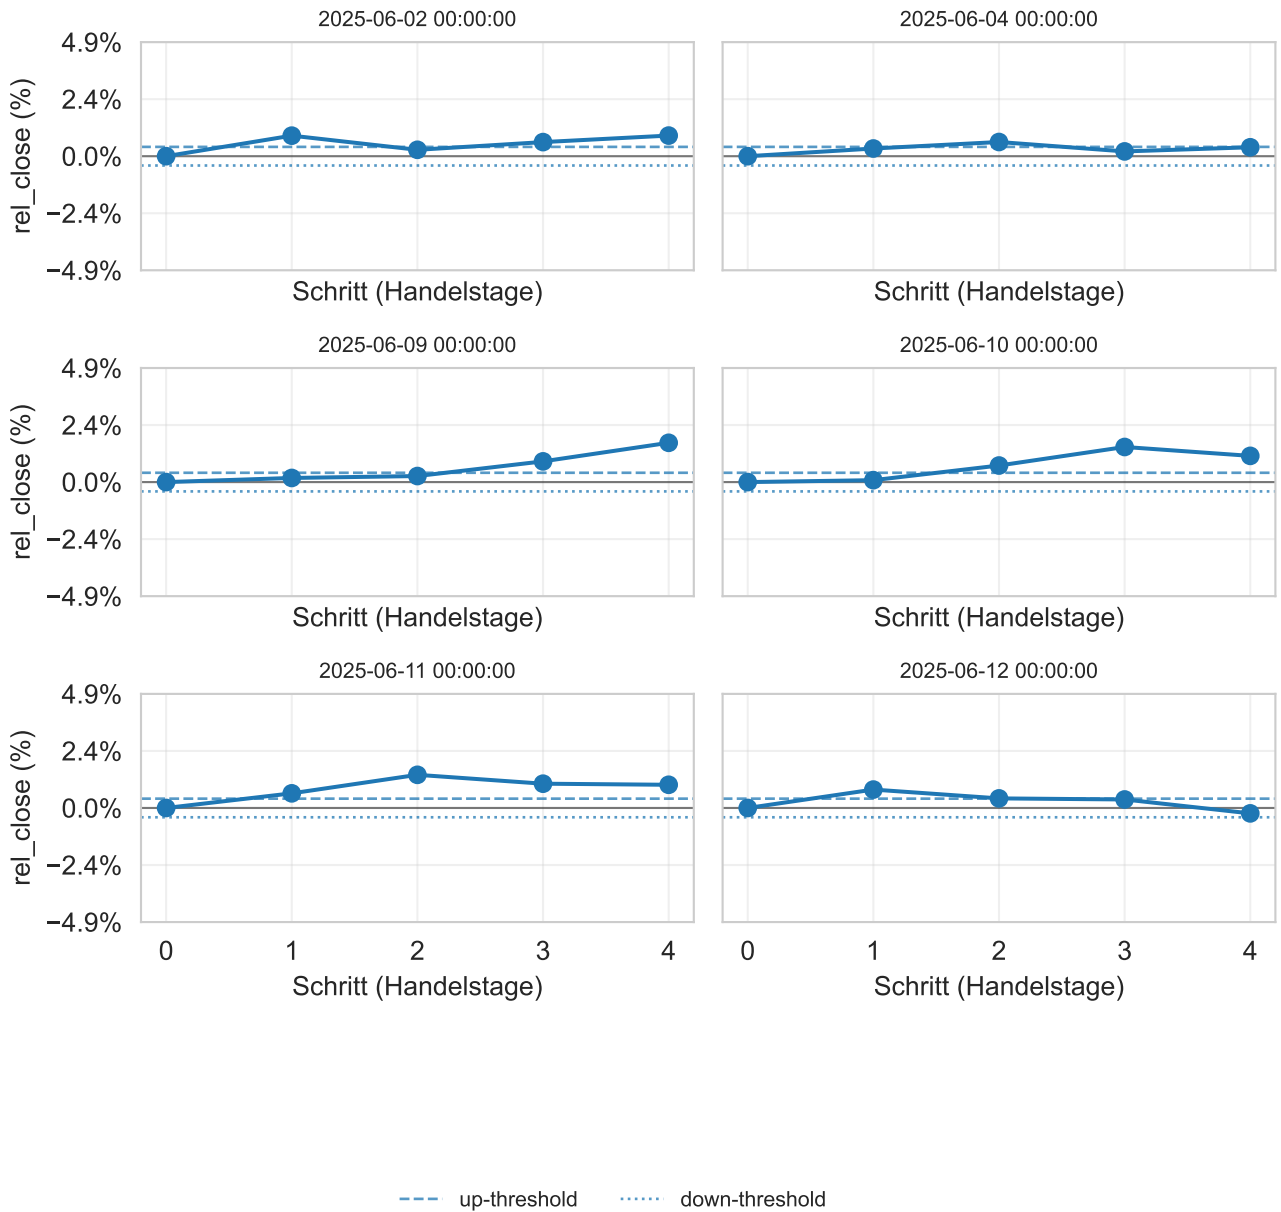 2025-06-02 00:00:00
2025-06-04 00:00:00
4.9%
2.4%
0.0%
−2.4%
−4.9%
rel_close (%)
Schritt (Handelstage)
Schritt (Handelstage)
2025-06-09 00:00:00
2025-06-10 00:00:00
4.9%
2.4%
0.0%
−2.4%
−4.9%
rel_close (%)
Schritt (Handelstage)
Schritt (Handelstage)
2025-06-11 00:00:00
2025-06-12 00:00:00
4.9%
2.4%
0.0%
−2.4%
−4.9%
rel_close (%)
0 1 2 3 4
0 1 2 3 4
Schritt (Handelstage)
Schritt (Handelstage)
up-threshold
down-threshold